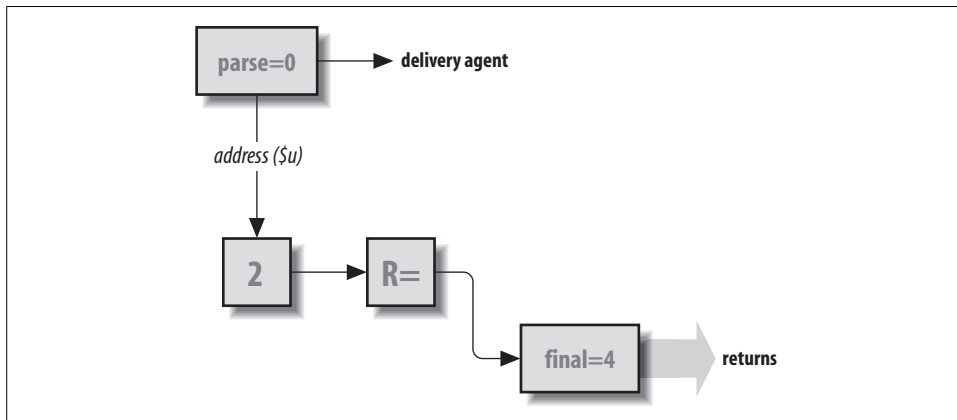 parse=0
delivery agent
address ($u)
2
R=
final=4
returns